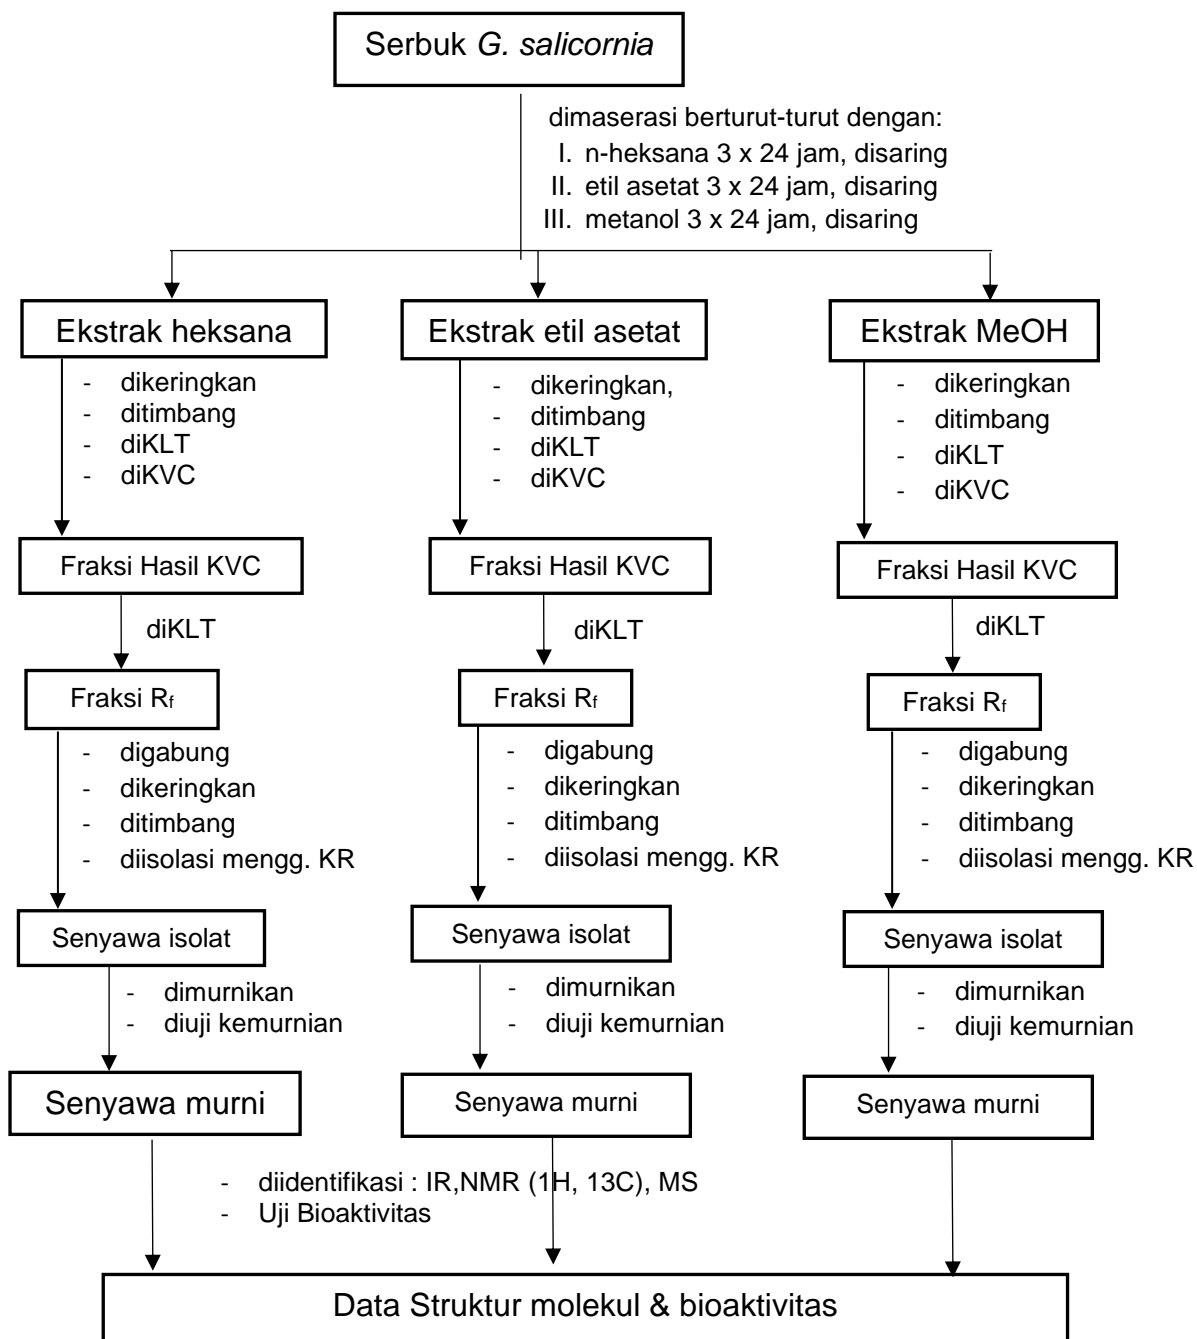 Serbuk G. salicornia
dimaserasi berturut-turut dengan:
I. n-heksana 3 x 24 jam, disaring
II. etil asetat 3 x 24 jam, disaring
III. metanol 3 x 24 jam, disaring
Ekstrak heksana
- dikeringkan
- ditimbang
- diKLT
- diKVC
Fraksi Hasil KVC
diKLT
Fraksi Rf
- digabung
- dikeringkan
- ditimbang
- diisolasi mengg. KR
Senyawa isolat
- dimurnikan
- diuji kemurnian
Senyawa murni
Ekstrak etil asetat
- dikeringkan,
- ditimbang
- diKLT
- diKVC
Fraksi Hasil KVC
diKLT
Fraksi Rf
- digabung
- dikeringkan
- ditimbang
- diisolasi mengg. KR
Senyawa isolat
- dimurnikan
- diuji kemurnian
Senyawa murni
Ekstrak MeOH
- dikeringkan
- ditimbang
- diKLT
- diKVC
Fraksi Hasil KVC
diKLT
Fraksi Rf
- digabung
- dikeringkan
- ditimbang
- diisolasi mengg. KR
Senyawa isolat
- dimurnikan
- diuji kemurnian
Senyawa murni
- diidentifikasi : IR,NMR (1H, 13C), MS
- Uji Bioaktivitas
Data Struktur molekul & bioaktivitas